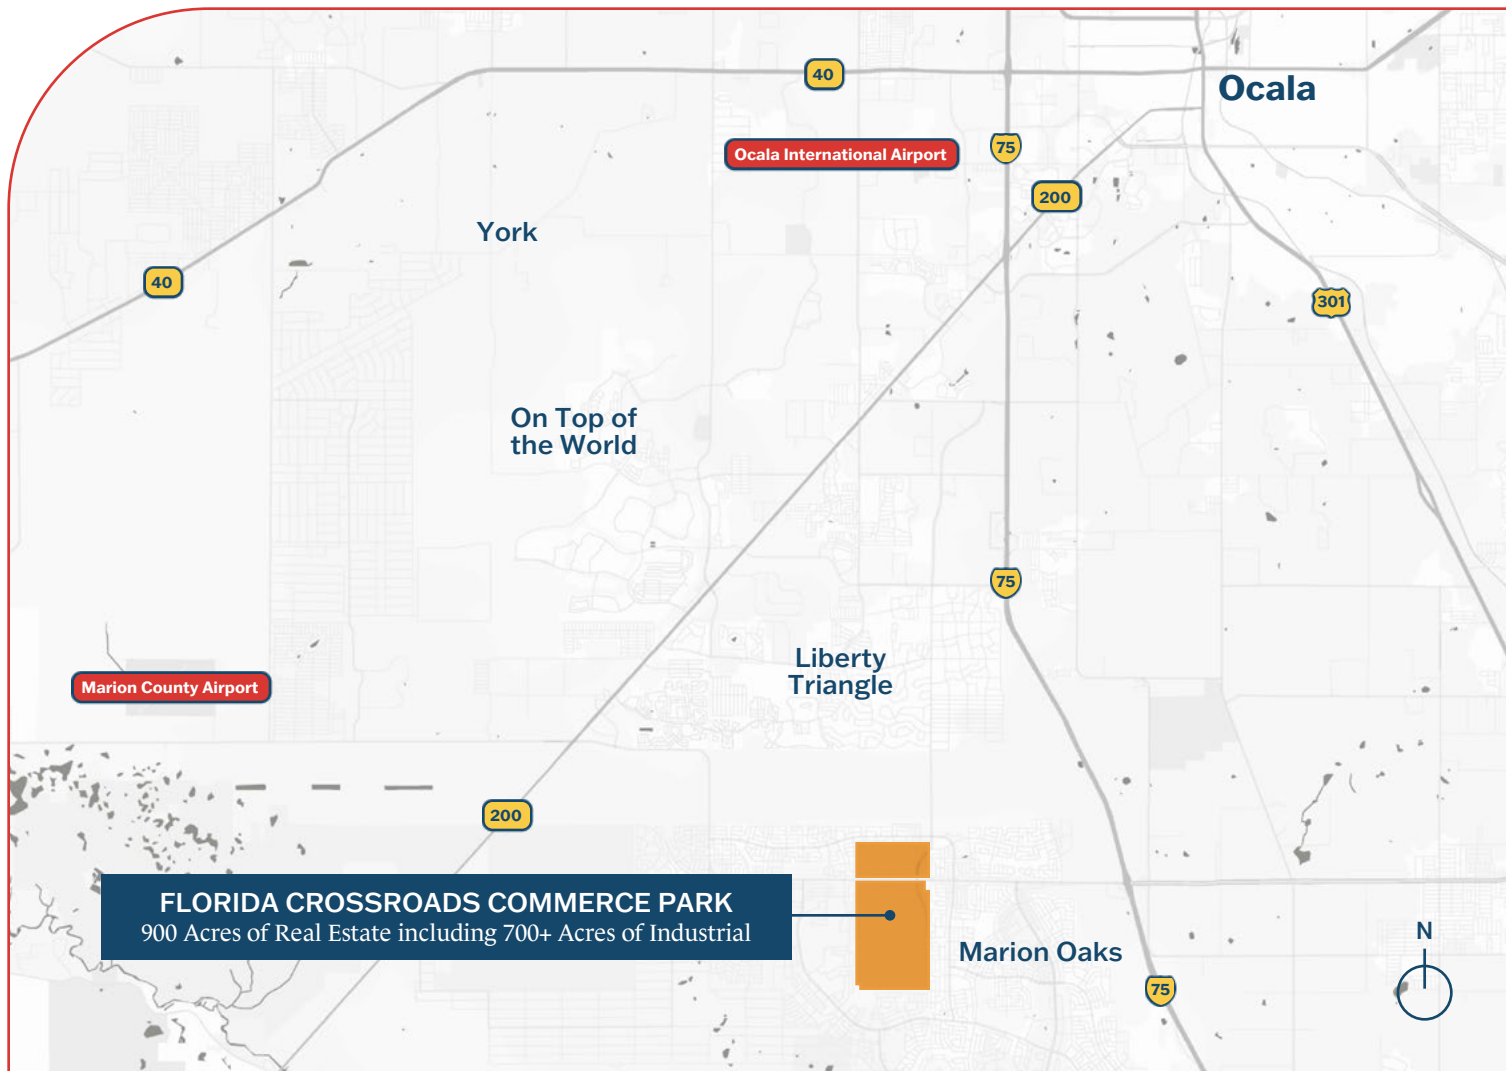 40
Ocala
Ocala International Airport
75
200
York
40
301
On Top of
the World
75
Liberty
Triangle
Marion County Airport
200
FLORIDA CROSSROADS COMMERCE PARK
900 Acres of Real Estate including 700+ Acres of Industrial
Marion Oaks
N
75